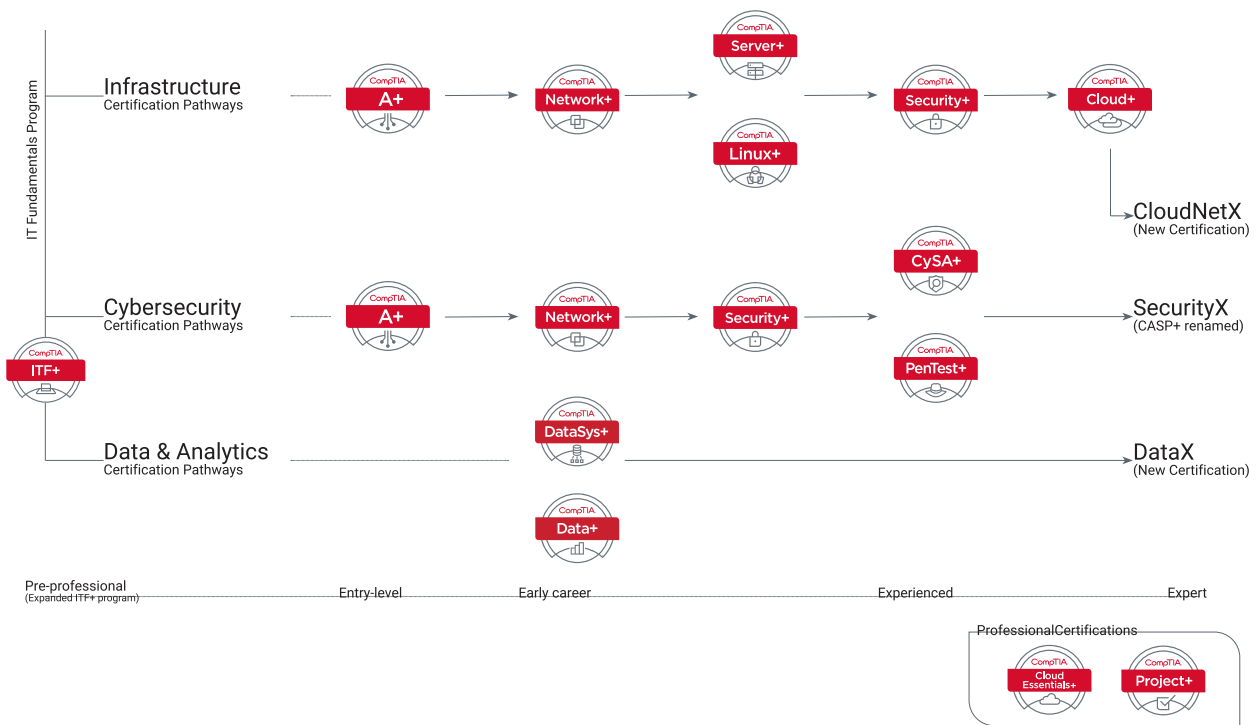 IT Fundamentals Program
CompTIA
ITF+
Infrastructure
Certification Pathways
CompTIA
A+
CompTIA
Network+
CompTIA
Server+
CompTIA
Linux+
CompTIA
Security+
CompTIA
Cloud+
CloudNetX
(New Certification)
Cybersecurity
Certification Pathways
CompTIA
A+
CompTIA
Network+
CompTIA
Security+
CompTIA
CySA+
CompTIA
PenTest+
SecurityX
(CASP+ renamed)
Data & Analytics
Certification Pathways
CompTIA
DataSys+
CompTIA
Data+
DataX
(New Certification)
Pre-professional
(Expanded ITF+ program)
Entry-level
Early career
Experienced
Expert
ProfessionalCertifications
CompTIA
Cloud
Essentials+
CompTIA
Project+